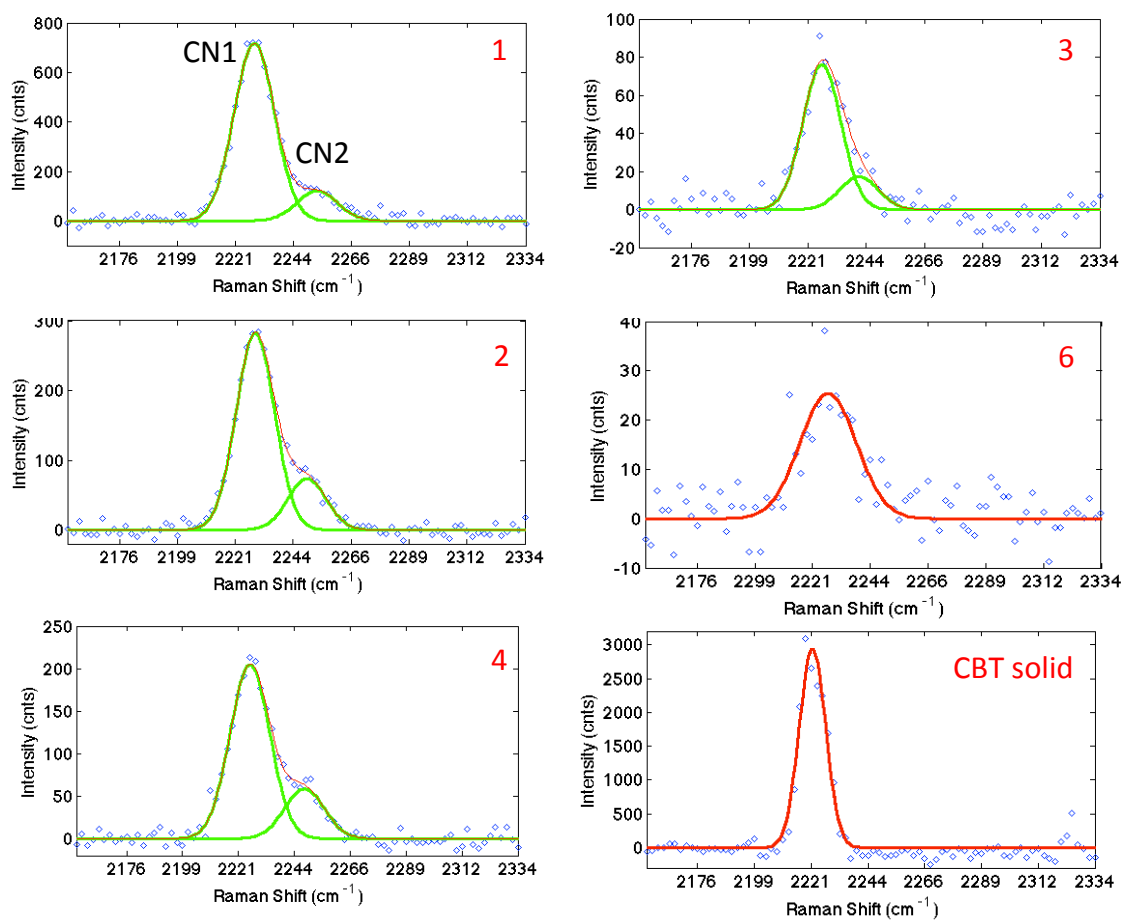 800
600
400
200
0
Intensity (cnts)
CN1
CN2
1
2176 2199 2221 2244 2266 2289 2312 2334
Raman Shift (cm⁻¹)
100
80
60
40
20
0
-20
Intensity (cnts)
3
2176 2199 2221 2244 2266 2289 2312 2334
Raman Shift (cm⁻¹)
300
200
100
0
Intensity (cnts)
2
2176 2199 2221 2244 2266 2289 2312 2334
Raman Shift (cm⁻¹)
40
30
20
10
0
-10
Intensity (cnts)
6
2176 2199 2221 2244 2266 2289 2312 2334
Raman Shift (cm⁻¹)
250
200
150
100
50
0
Intensity (cnts)
4
2176 2199 2221 2244 2266 2289 2312 2334
Raman Shift (cm⁻¹)
3000
2500
2000
1500
1000
500
0
Intensity (cnts)
CBT solid
2176 2199 2221 2244 2266 2289 2312 2334
Raman Shift (cm⁻¹)